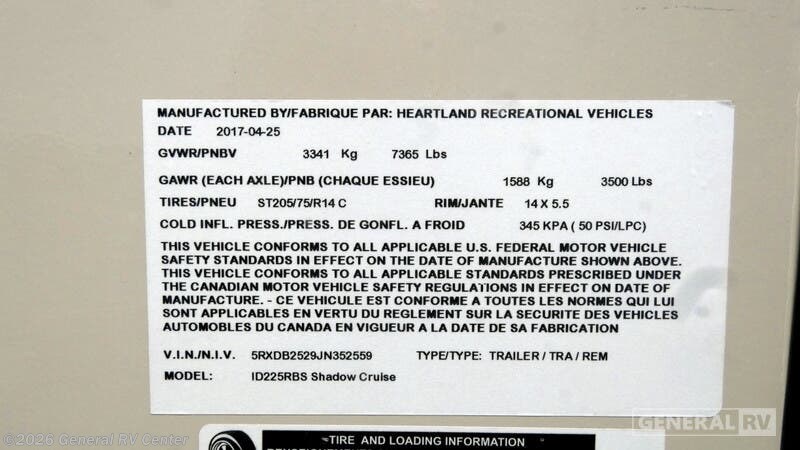 MANUFACTURED BY/FABRIQUE PAR: HEARTLAND RECREATIONAL VEHICLES
DATE 2017-04-25
GVWR/PNBV 3341 Kg 7365 Lbs
GAWR (EACH AXLE)/PNB (CHAQUE ESSIEU) 1588 Kg 3500 Lbs
TIRES/PNEU ST205/75/R14 C RIM/JANTE 14 X 5.5
COLD INFL. PRESS./PRESS. DE GONFL. A FROID 345 KPA ( 50 PSI/LPC)
THIS VEHICLE CONFORMS TO ALL APPLICABLE U.S. FEDERAL MOTOR VEHICLE
SAFETY STANDARDS IN EFFECT ON THE DATE OF MANUFACTURE SHOWN ABOVE.
THIS VEHICLE CONFORMS TO ALL APPLICABLE STANDARDS PRESCRIBED UNDER
THE CANADIAN MOTOR VEHICLE SAFETY REGULATIONS IN EFFECT ON DATE OF
MANUFACTURE. - CE VEHICULE EST CONFORME A TOUTES LES NORMES QUI LUI
SONT APPLICABLES EN VERTU DU REGLEMENT SUR LA SECURITE DES VEHICLES
AUTOMOBILES DU CANADA EN VIGUEUR A LA DATE DE SA FABRICATION
V.I.N./N.I.V. 5RXDB2529JN352559 TYPE/TYPE: TRAILER / TRA / REM
MODEL: ID225RBS Shadow Cruise
GENERAL RV
©2025 General RV Center
TIRE AND LOADING INFORMATION